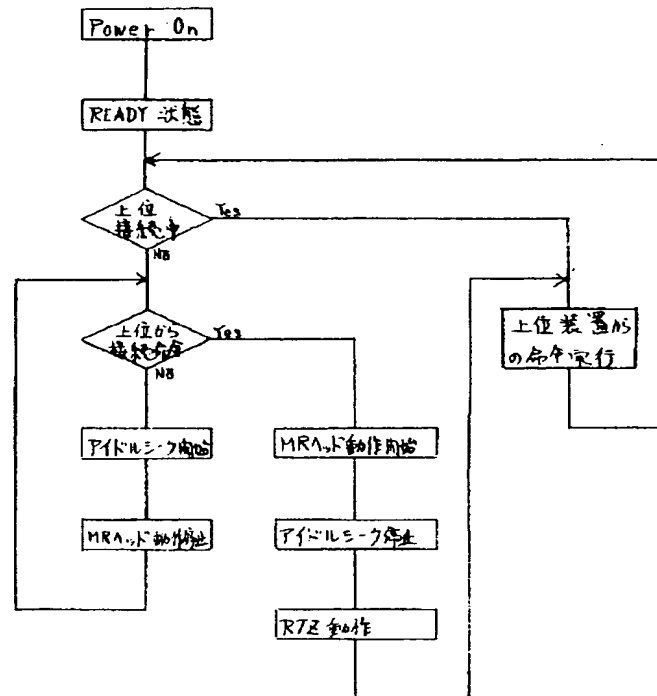 Power On
READY 状態
上位
接続中
Yes
No
上位から
接続命令
Yes
No
上位装置から
の命令実行
アイドルシーク開始
MRヘッド動作開始
MRヘッド動作停止
アイドルシーク停止
RTZ 動作